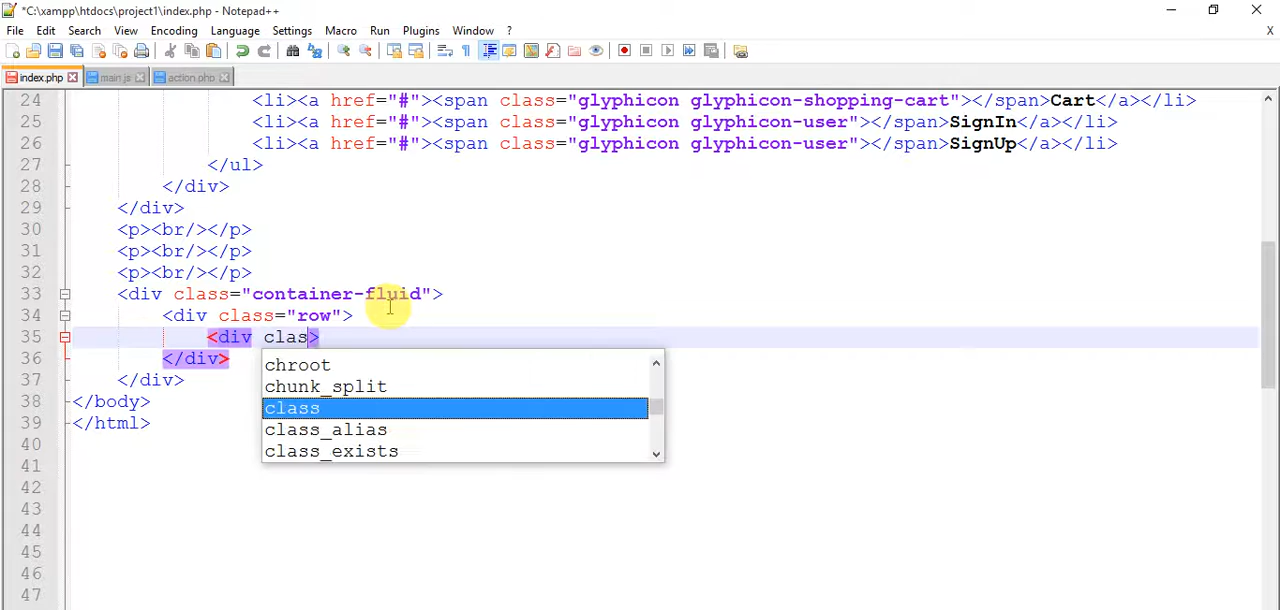 *C:\xampp\htdocs\project1\index.php - Notepad++
File Edit Search View Encoding Language Settings Macro Run Plugins Window ? X
index.php main.js action.php
24 <li><a href="#"><span class="glyphicon glyphicon-shopping-cart"></span>Cart</a></li>
25 <li><a href="#"><span class="glyphicon glyphicon-user"></span>SignIn</a></li>
26 <li><a href="#"><span class="glyphicon glyphicon-user"></span>SignUp</a></li>
27 </ul>
28 </div>
29 </div>
30 <p><br/></p>
31 <p><br/></p>
32 <p><br/></p>
33 <div class="container-fluid">
34 <div class="row">
35 <div clas>
36 </div>
37 </div>
38 </body>
39 </html>
40
41
42
43
44
45
46
47
chroot
chunk_split
class
class_alias
class_exists